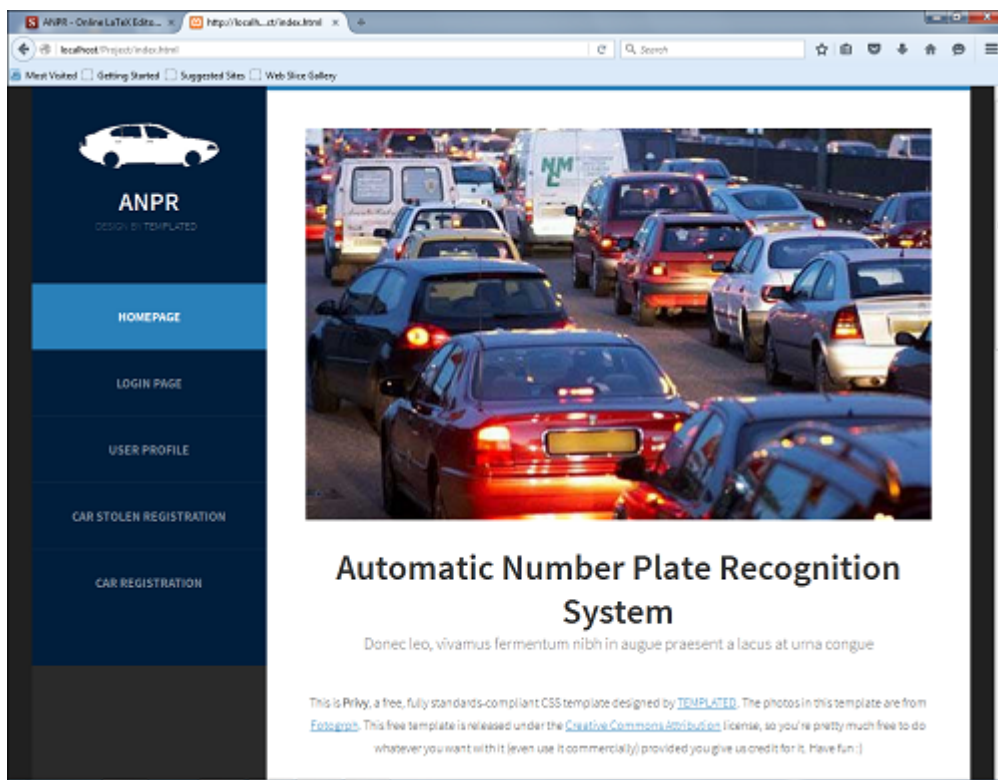 ANPR - Online LaTeX Edito...
http://localh...ct/index.html
localhost/Project/index.html
Search
Most Visited
Getting Started
Suggested Sites
Web Slice Gallery
ANPR
DESIGN BY TEMPLATED
HOMEPAGE
LOGIN PAGE
USER PROFILE
CAR STOLEN REGISTRATION
CAR REGISTRATION
NMC
Automatic Number Plate Recognition
System
Donec leo, vivamus fermentum nibh in augue praesent a lacus at urna congue
This is Privy, a free, fully standards-compliant CSS template designed by TEMPLATED. The photos in this template are from
Fotogroph. This free template is released under the Creative Commons Attribution license, so you're pretty much free to do
whatever you want with it (even use it commercially) provided you give us credit for it. Have fun :)